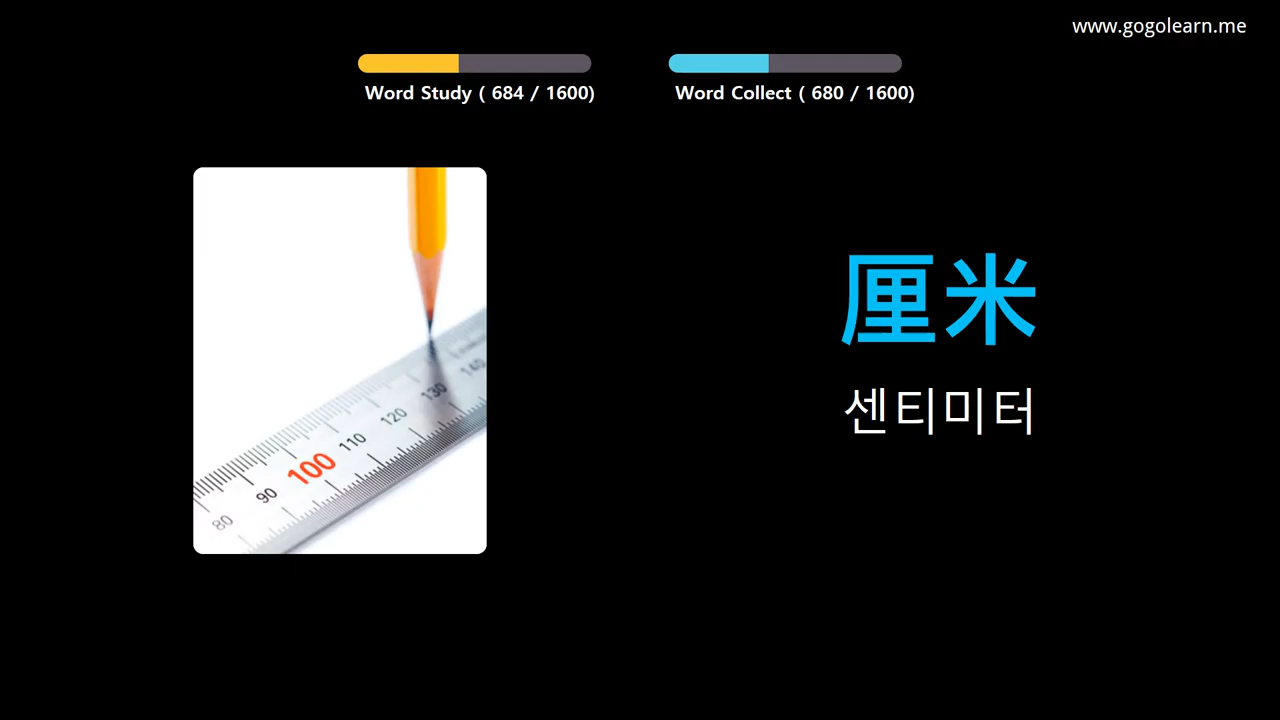 www.gogolearn.me
Word Study ( 684 / 1600)
Word Collect ( 680 / 1600)
厘米
센티미터
80
90
100
110
120
130
140